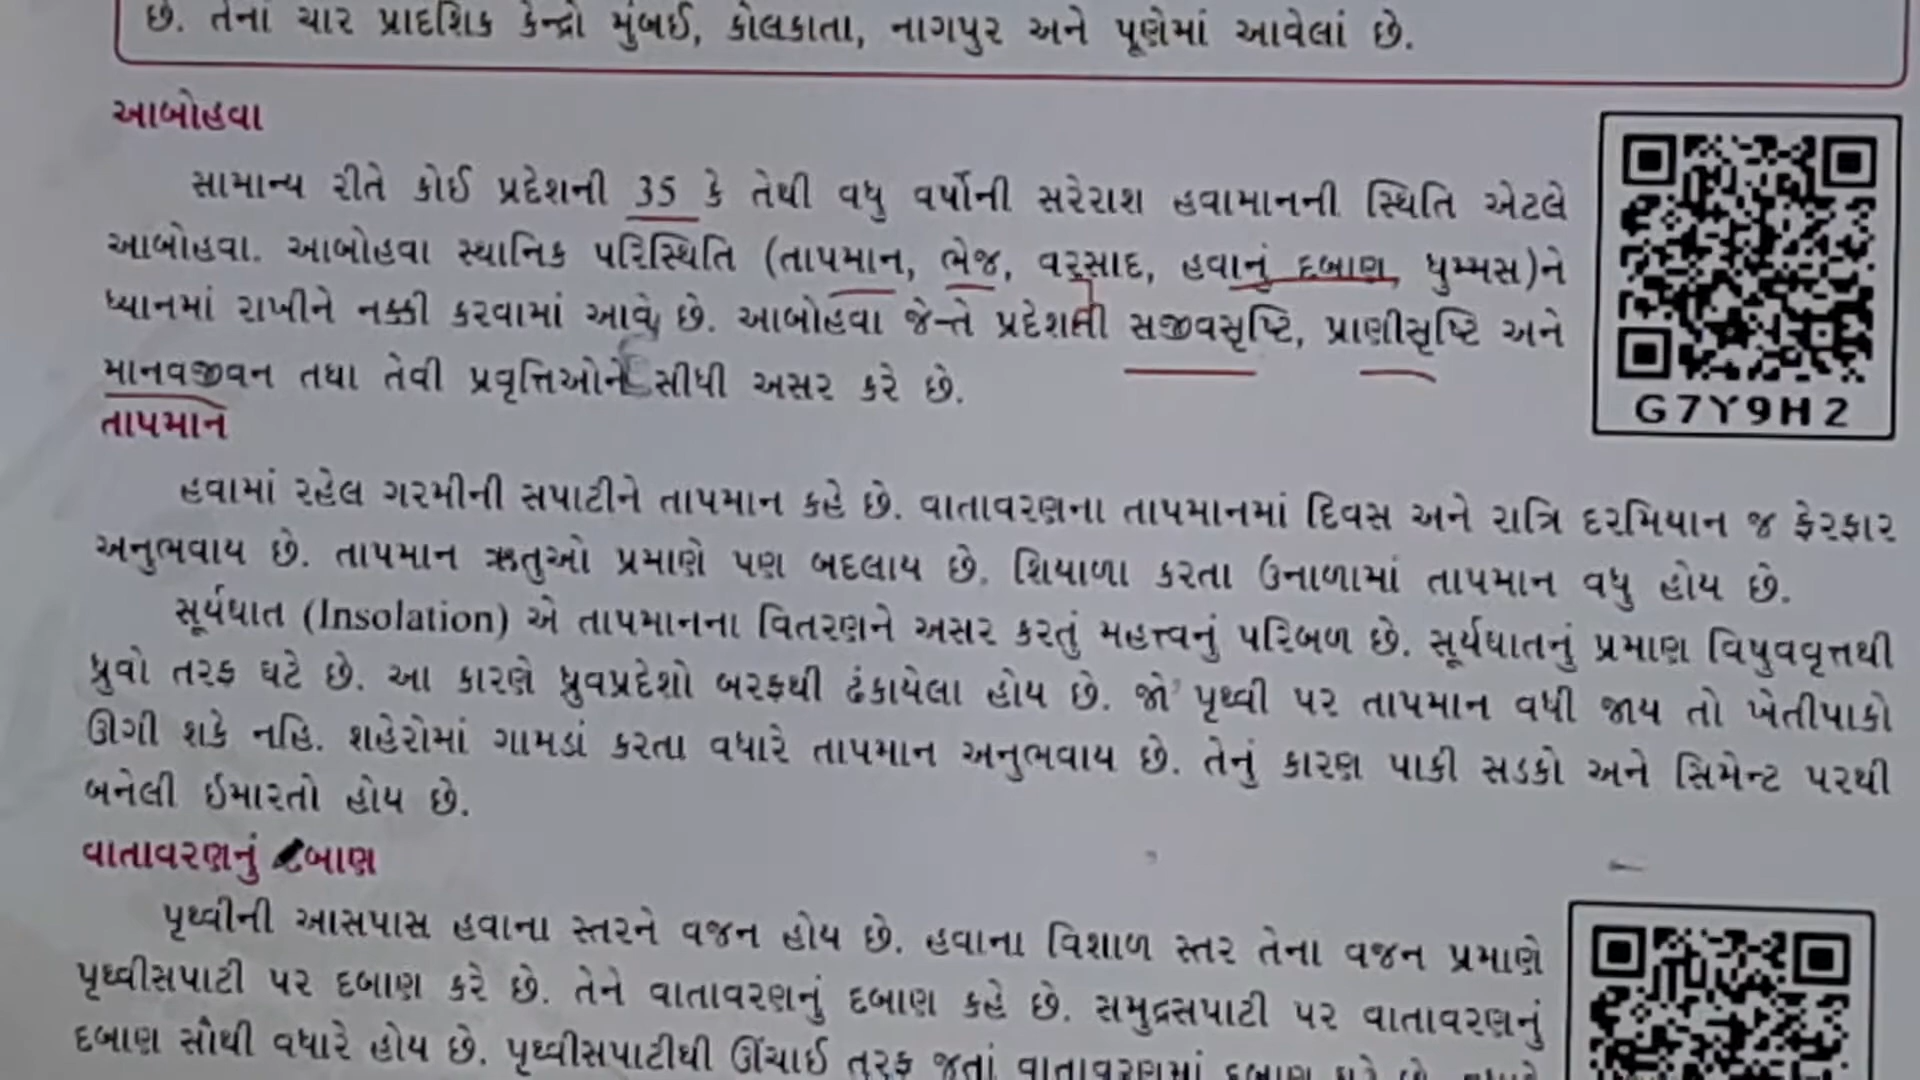 છે. તેનાં ચાર પ્રાદેશિક કેન્દ્રો મુંબઈ, કોલકાતા, નાગપુર અને પૂણેમાં આવેલાં છે.
આબોહવા
સામાન્ય રીતે કોઈ પ્રદેશની 35 કે તેથી વધુ વર્ષોની સરેરાશ હવામાનની સ્થિતિ એટલે
આબોહવા. આબોહવા સ્થાનિક પરિસ્થિતિ (તાપમાન, ભેજ, વરસાદ, હવાનું દબાણ, ધુમ્મસ)ને
ધ્યાનમાં રાખીને નક્કી કરવામાં આવે છે. આબોહવા જે-તે પ્રદેશની સજીવસૃષ્ટિ, પ્રાણીસૃષ્ટિ અને
માનવજીવન તથા તેવી પ્રવૃત્તિઓને સીધી અસર કરે છે.
G7Y9H2
તાપમાન
હવામાં રહેલ ગરમીની સપાટીને તાપમાન કહે છે. વાતાવરણના તાપમાનમાં દિવસ અને રાત્રિ દરમિયાન જ ફેરફાર
અનુભવાય છે. તાપમાન ઋતુઓ પ્રમાણે પણ બદલાય છે. શિયાળા કરતા ઉનાળામાં તાપમાન વધુ હોય છે.
સૂર્યઘાત (Insolation) એ તાપમાનના વિતરણને અસર કરતું મહત્ત્વનું પરિબળ છે. સૂર્યઘાતનું પ્રમાણ વિષુવવૃત્તથી
ધ્રુવો તરફ ઘટે છે. આ કારણે ધ્રુવપ્રદેશો બરફથી ઢંકાયેલા હોય છે. જો પૃથ્વી પર તાપમાન વધી જાય તો ખેતીપાકો
ઊગી શકે નહિ. શહેરોમાં ગામડાં કરતા વધારે તાપમાન અનુભવાય છે. તેનું કારણ પાકી સડકો અને સિમેન્ટ પરથી
બનેલી ઈમારતો હોય છે.
વાતાવરણનું દબાણ
પૃથ્વીની આસપાસ હવાના સ્તરને વજન હોય છે. હવાના વિશાળ સ્તર તેના વજન પ્રમાણે
પૃથ્વીસપાટી પર દબાણ કરે છે. તેને વાતાવરણનું દબાણ કહે છે. સમુદ્રસપાટી પર વાતાવરણનું
દબાણ સૌથી વધારે હોય છે. પૃથ્વીસપાટીથી ઊંચાઈ તરફ જતાં વાતાવરણમાં દબાણ ઘટે છે.